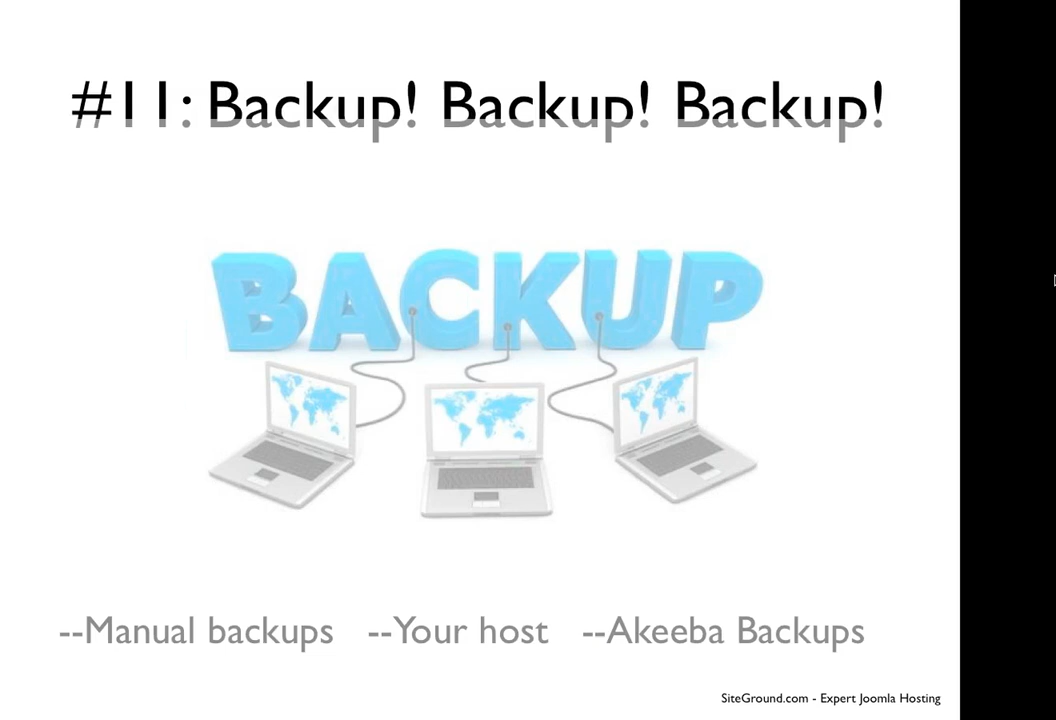 #11: Backup! Backup! Backup!
BACKUP
--Manual backups --Your host --Akeeba Backups
SiteGround.com - Expert Joomla Hosting